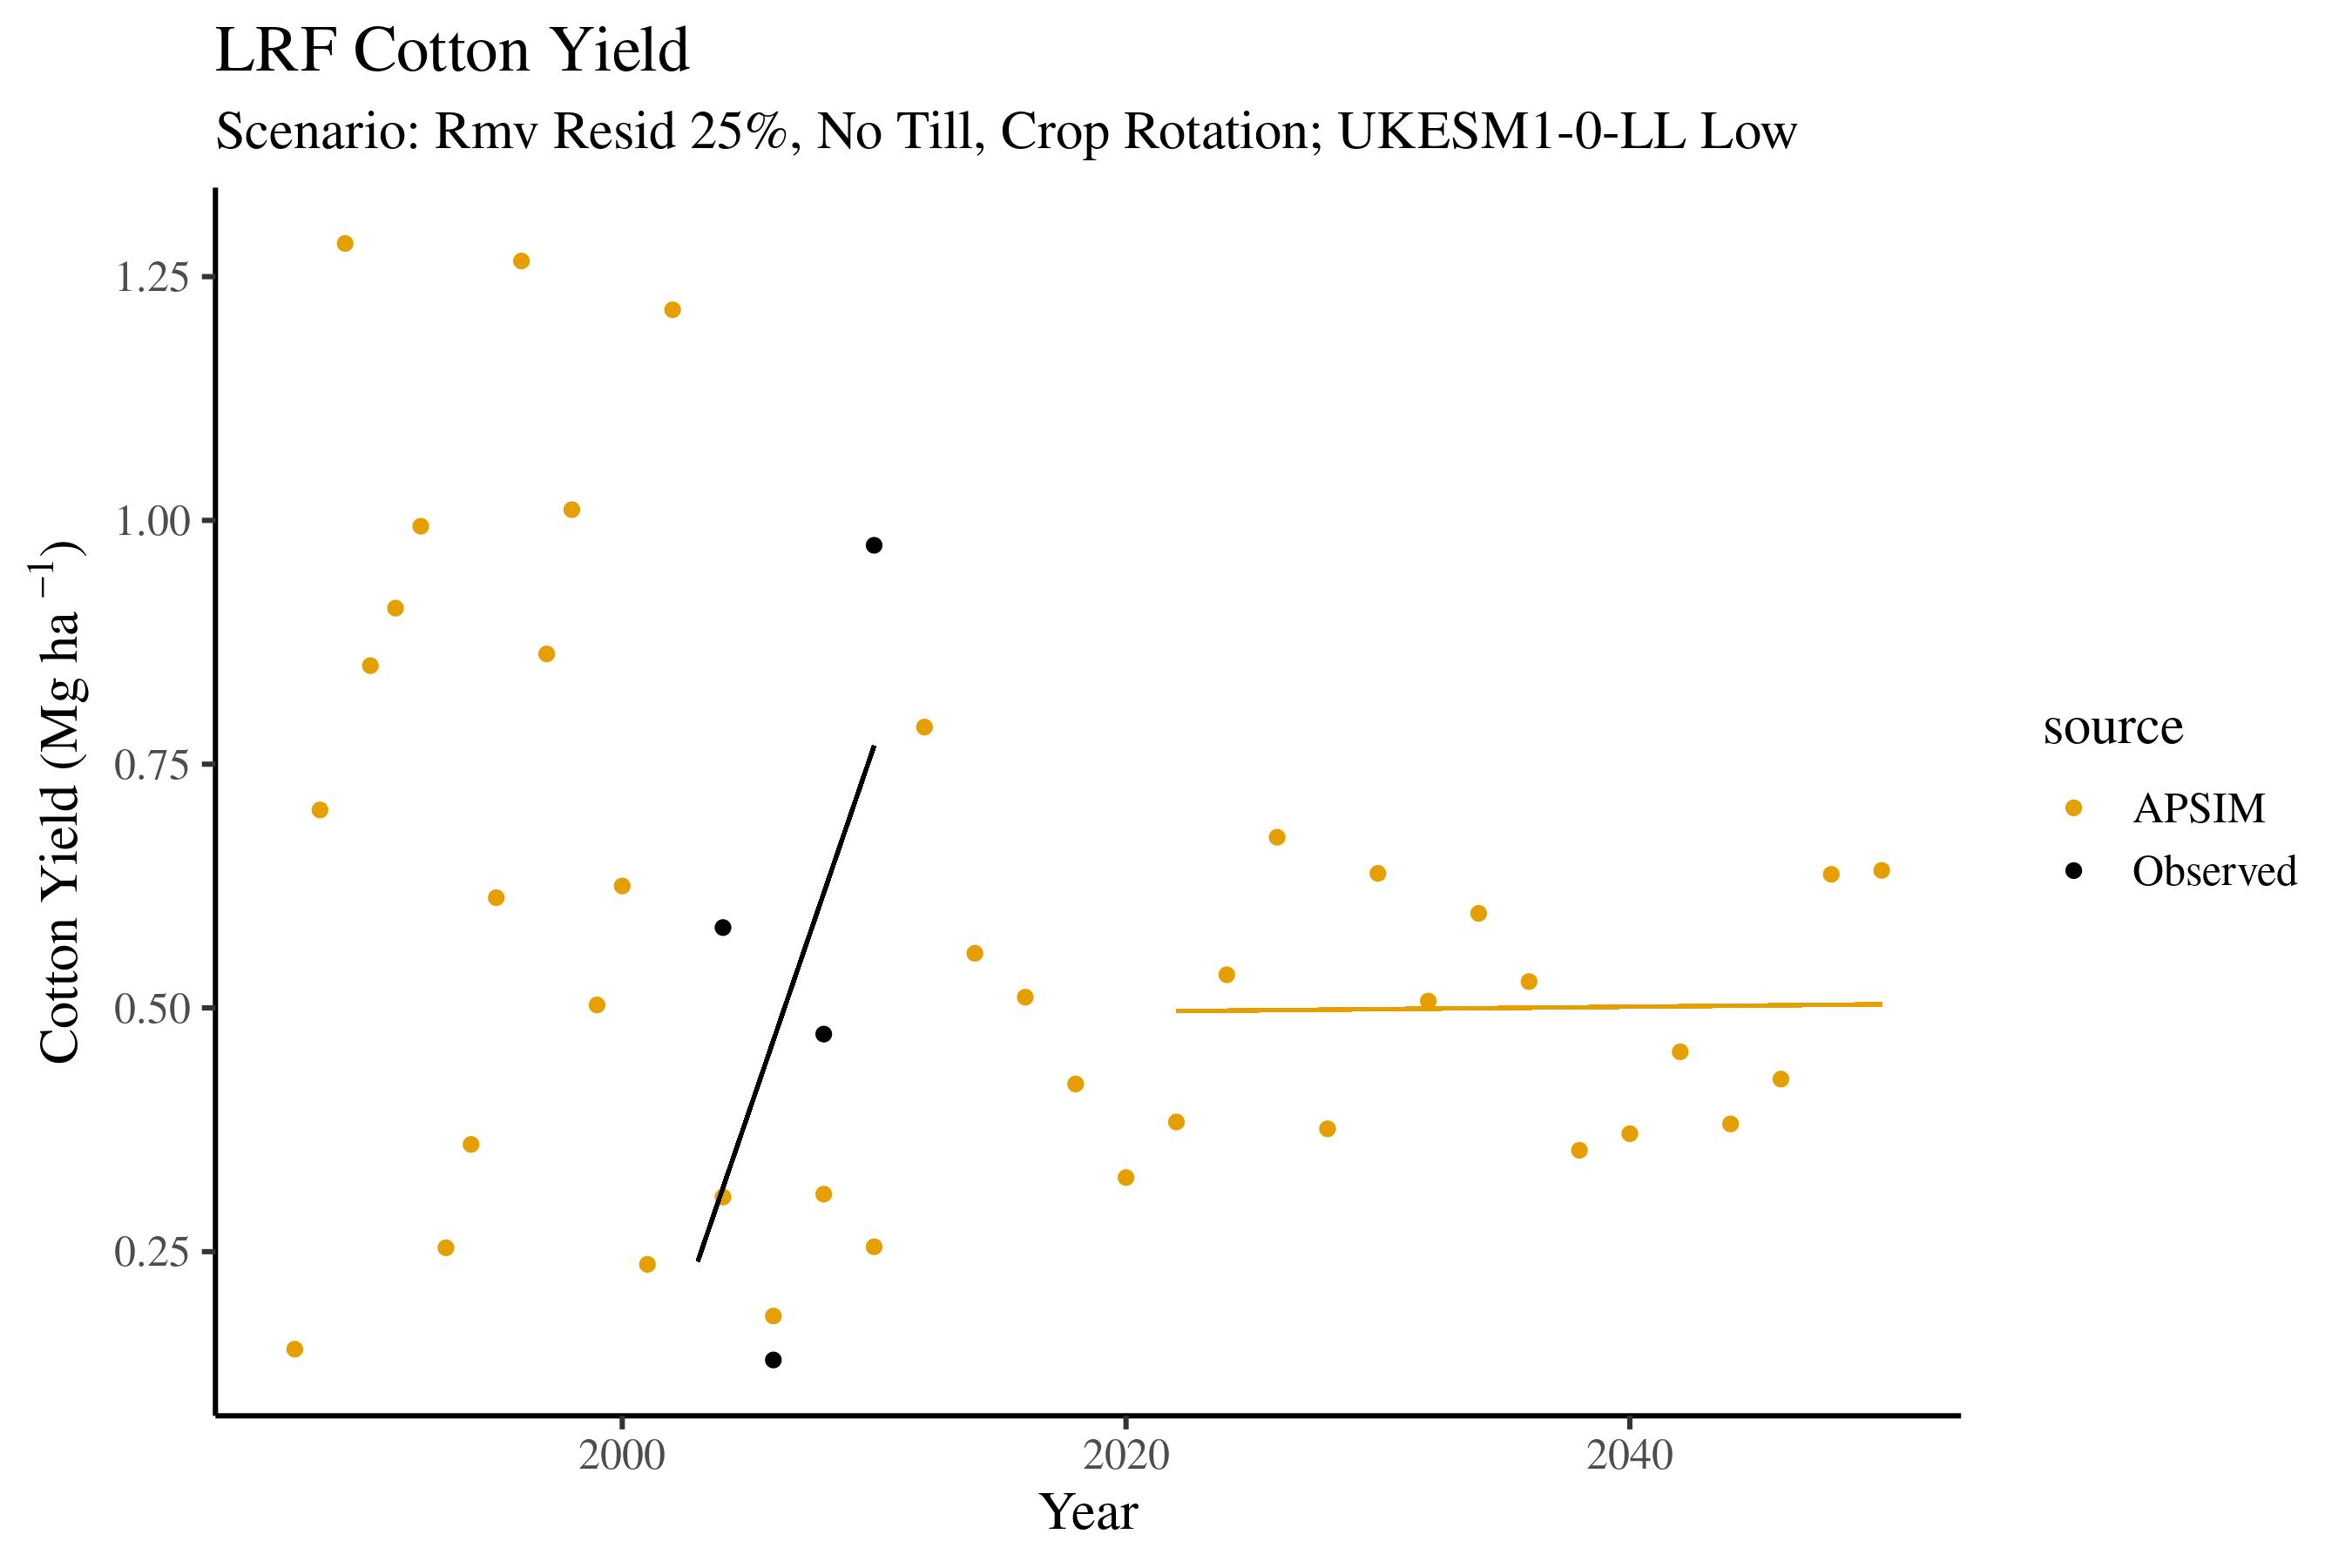 LRF Cotton Yield
Scenario: Rmv Resid 25%, No Till, Crop Rotation; UKESM1-0-LL Low
Cotton Yield (Mg ha −1)
1.25
1.00
0.75
0.50
0.25
2000 2020 2040
Year
source
APSIM
Observed